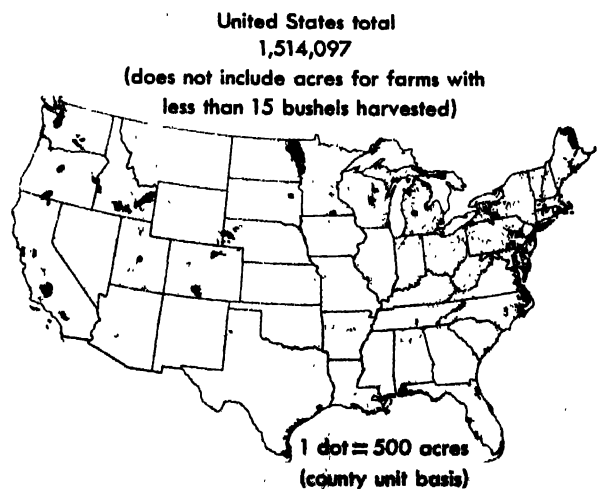 United States total
1,514,097
(does not include acres for farms with
less than 15 bushels harvested)
1 dot = 500 acres
(county unit basis)